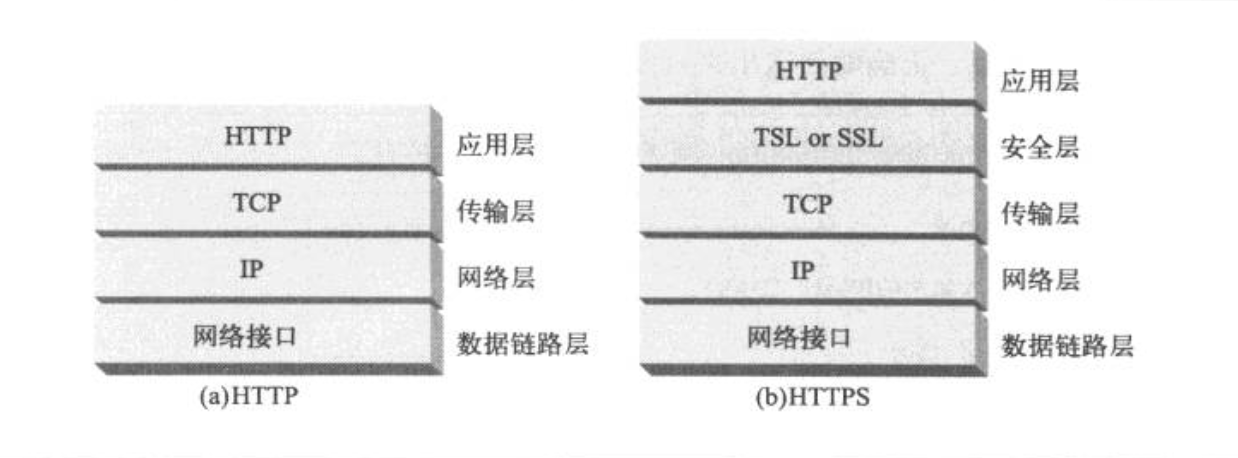 HTTP 应用层
TCP 传输层
IP 网络层
网络接口 数据链路层
(a)HTTP
HTTP 应用层
TSL or SSL 安全层
TCP 传输层
IP 网络层
网络接口 数据链路层
(b)HTTPS